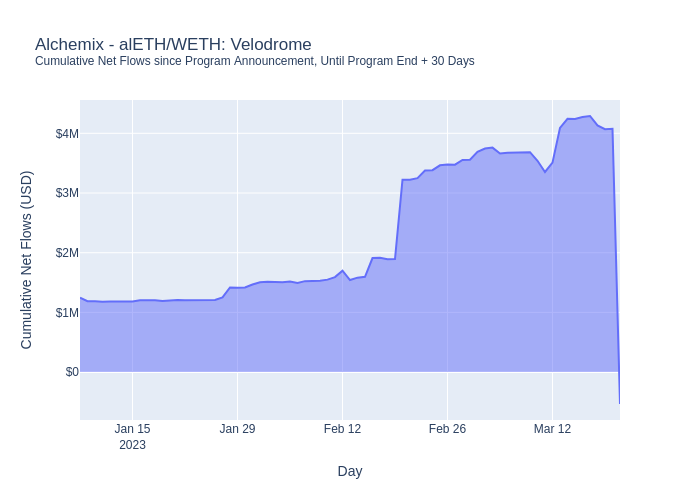 Alchemix - alETH/WETH: Velodrome
Cumulative Net Flows since Program Announcement, Until Program End + 30 Days
Cumulative Net Flows (USD)
$4M
$3M
$2M
$1M
$0
Jan 15
2023
Jan 29
Feb 12
Feb 26
Mar 12
Day